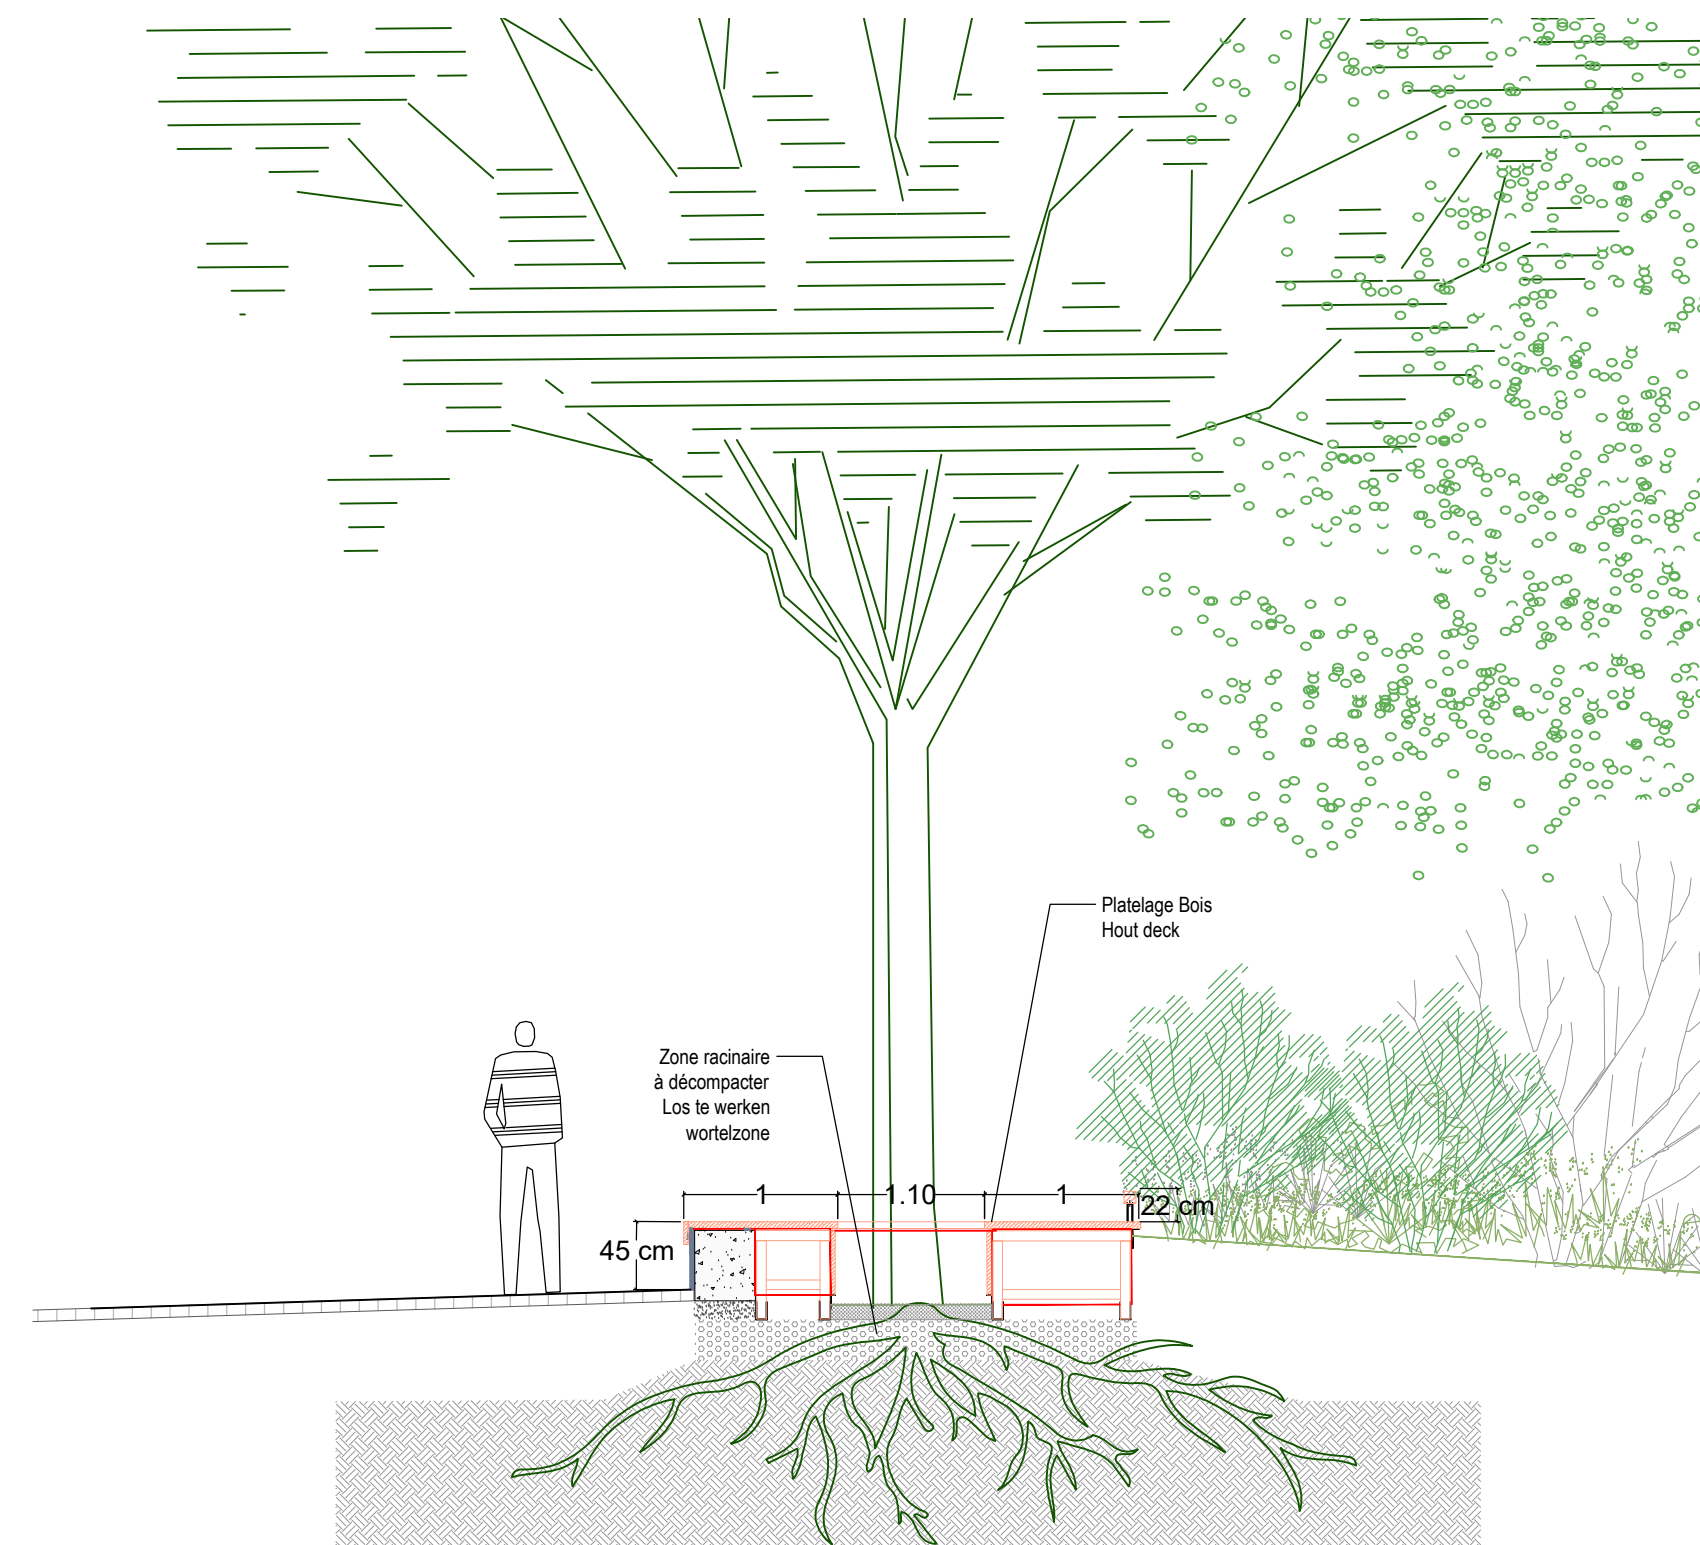 Platelage Bois
Hout deck
Zone racinaire
à décompacter
Los te werken
wortelzone
1
1.10
1
22 cm
45 cm